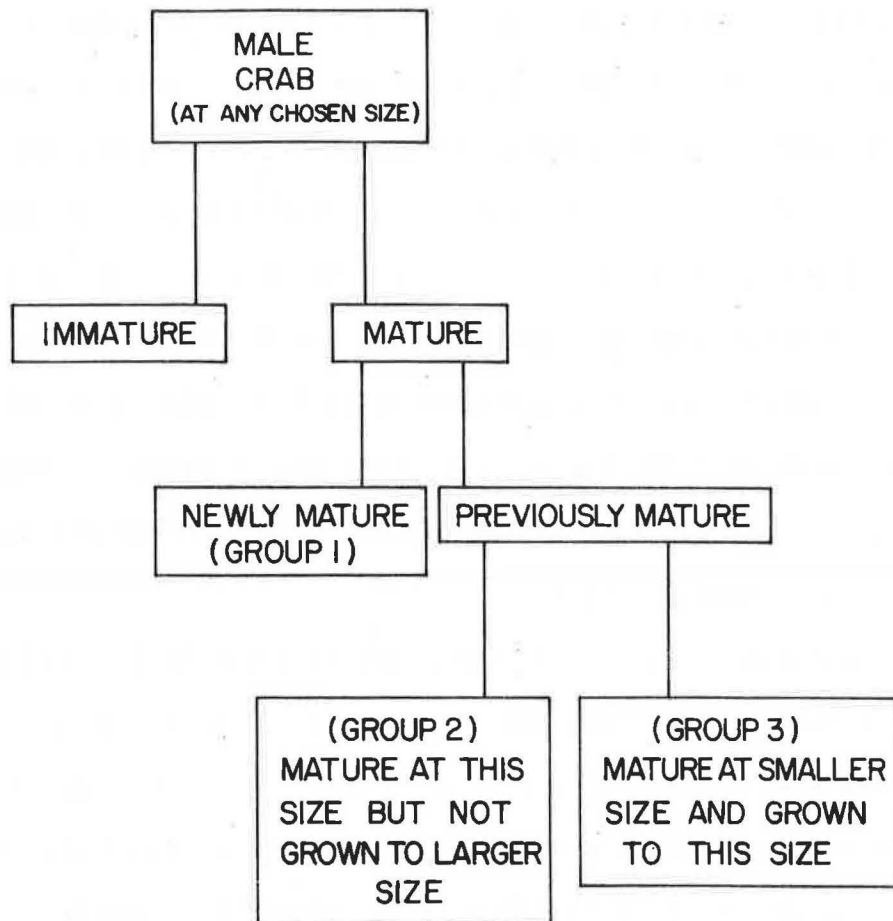 MALE
CRAB
(AT ANY CHOSEN SIZE)
IMMATURE
MATURE
NEWLY MATURE
(GROUP 1)
PREVIOUSLY MATURE
(GROUP 2)
MATURE AT THIS
SIZE BUT NOT
GROWN TO LARGER
SIZE
(GROUP 3)
MATURE AT SMALLER
SIZE AND GROWN
TO THIS SIZE